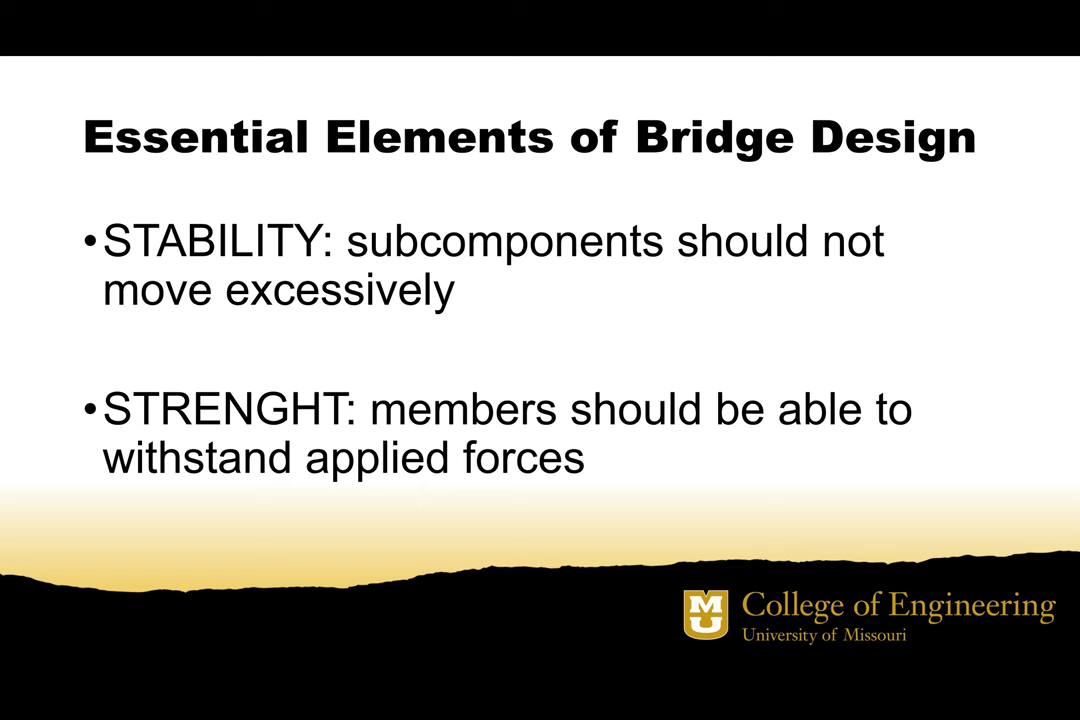 Essential Elements of Bridge Design
•STABILITY: subcomponents should not
move excessively
•STRENGHT: members should be able to
withstand applied forces
MU College of Engineering
University of Missouri